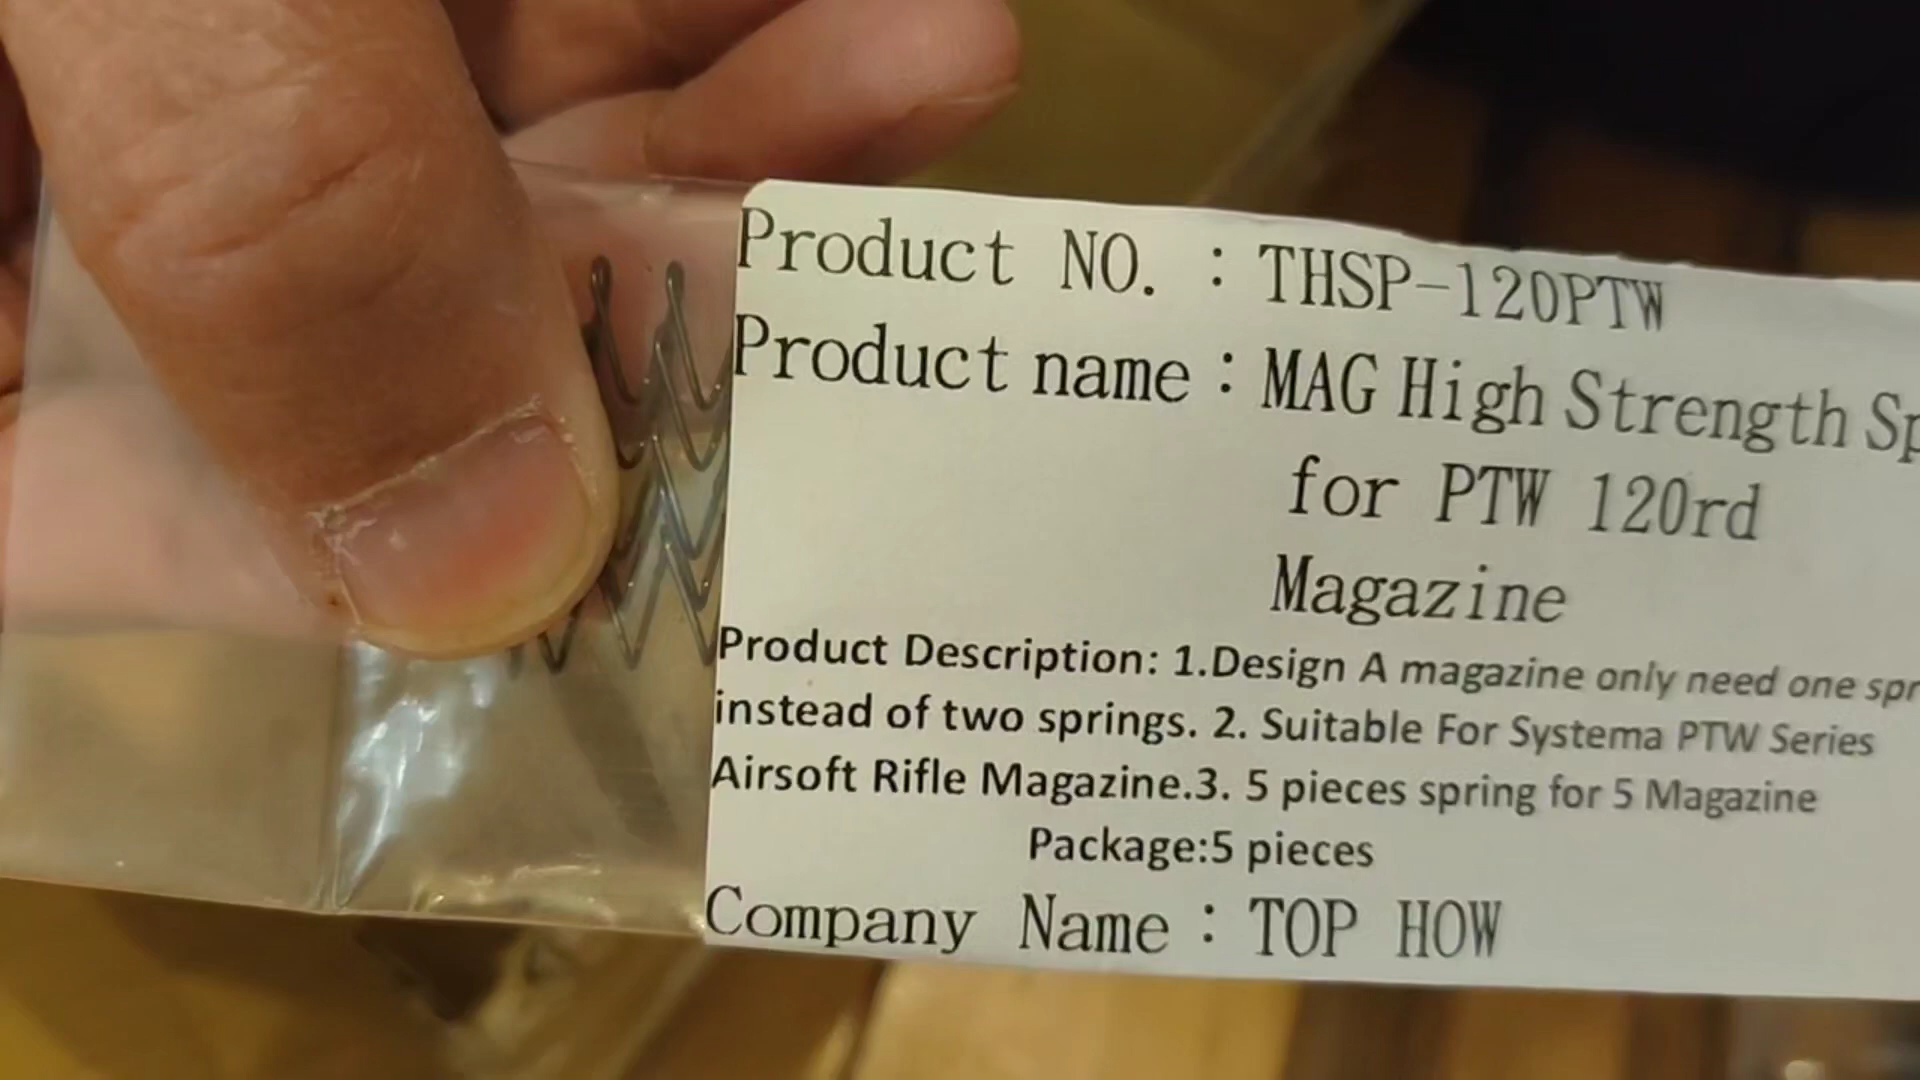 Product NO. : THSP-120PTW
Product name : MAG High Strength
for PTW 120rd
Magazine
Product Description: 1.Design A magazine only need one
instead of two springs. 2. Suitable For Systema PTW Series
Airsoft Rifle Magazine.3. 5 pieces spring for 5 Magazine
Package:5 pieces
Company Name : TOP HOW